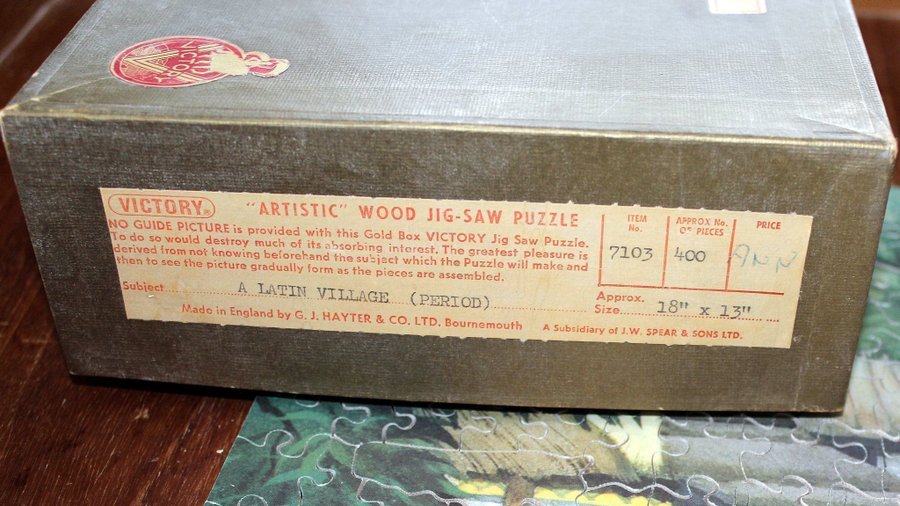 VICTORY
VICTORY®
"ARTISTIC" WOOD JIG-SAW PUZZLE
NO GUIDE PICTURE is provided with this Gold Box VICTORY Jig Saw Puzzle.
To do so would destroy much of its absorbing interest. The greatest pleasure is
derived from not knowing beforehand the subject which the Puzzle will make and
then to see the picture gradually form as the pieces are assembled.
Subject A LATIN VILLAGE (PERIOD)
Made in England by G. J. HAYTER & CO. LTD. Bournemouth
A Subsidiary of J.W. SPEAR & SONS LTD.
ITEM
No.
7103
APPROX No.
OF PIECES
400
PRICE
Approx.
Size 18" x 13"